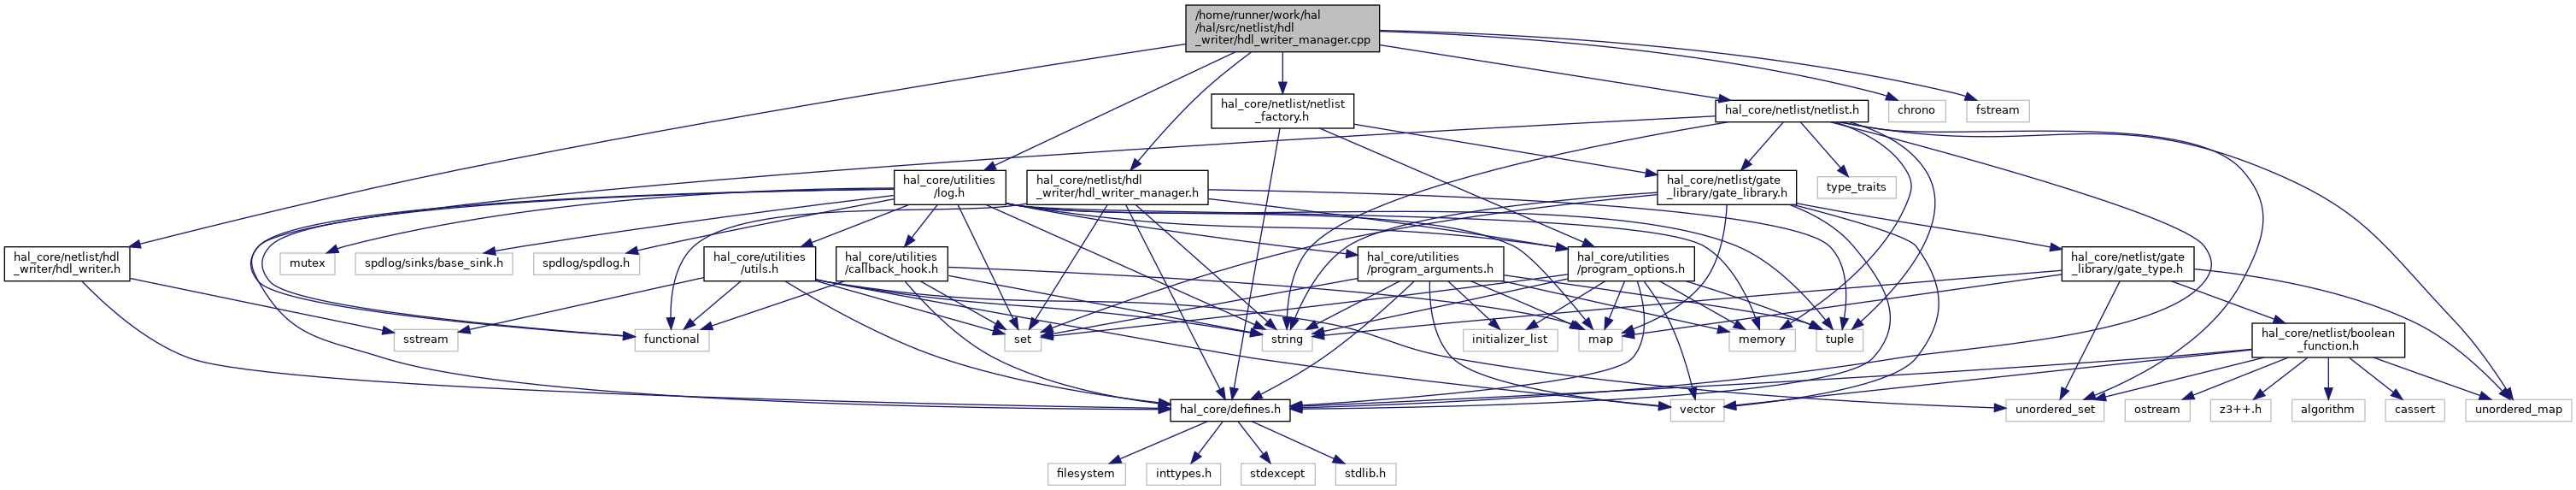 /home/runner/work/hal
/hal/src/netlist/hdl
_writer/hdl_writer_manager.cpp
hal_core/netlist/netlist
_factory.h
hal_core/netlist/netlist.h
chrono
fstream
hal_core/utilities
/log.h
hal_core/netlist/hdl
_writer/hdl_writer_manager.h
hal_core/netlist/gate
_library/gate_library.h
type_traits
hal_core/netlist/hdl
_writer/hdl_writer.h
mutex
spdlog/sinks/base_sink.h
spdlog/spdlog.h
hal_core/utilities
/utils.h
hal_core/utilities
/callback_hook.h
hal_core/utilities
/program_arguments.h
hal_core/utilities
/program_options.h
hal_core/netlist/gate
_library/gate_type.h
sstream
functional
set
string
initializer_list
map
memory
tuple
hal_core/netlist/boolean
_function.h
hal_core/defines.h
vector
unordered_set
ostream
z3++.h
algorithm
cassert
unordered_map
filesystem
inttypes.h
stdexcept
stdlib.h